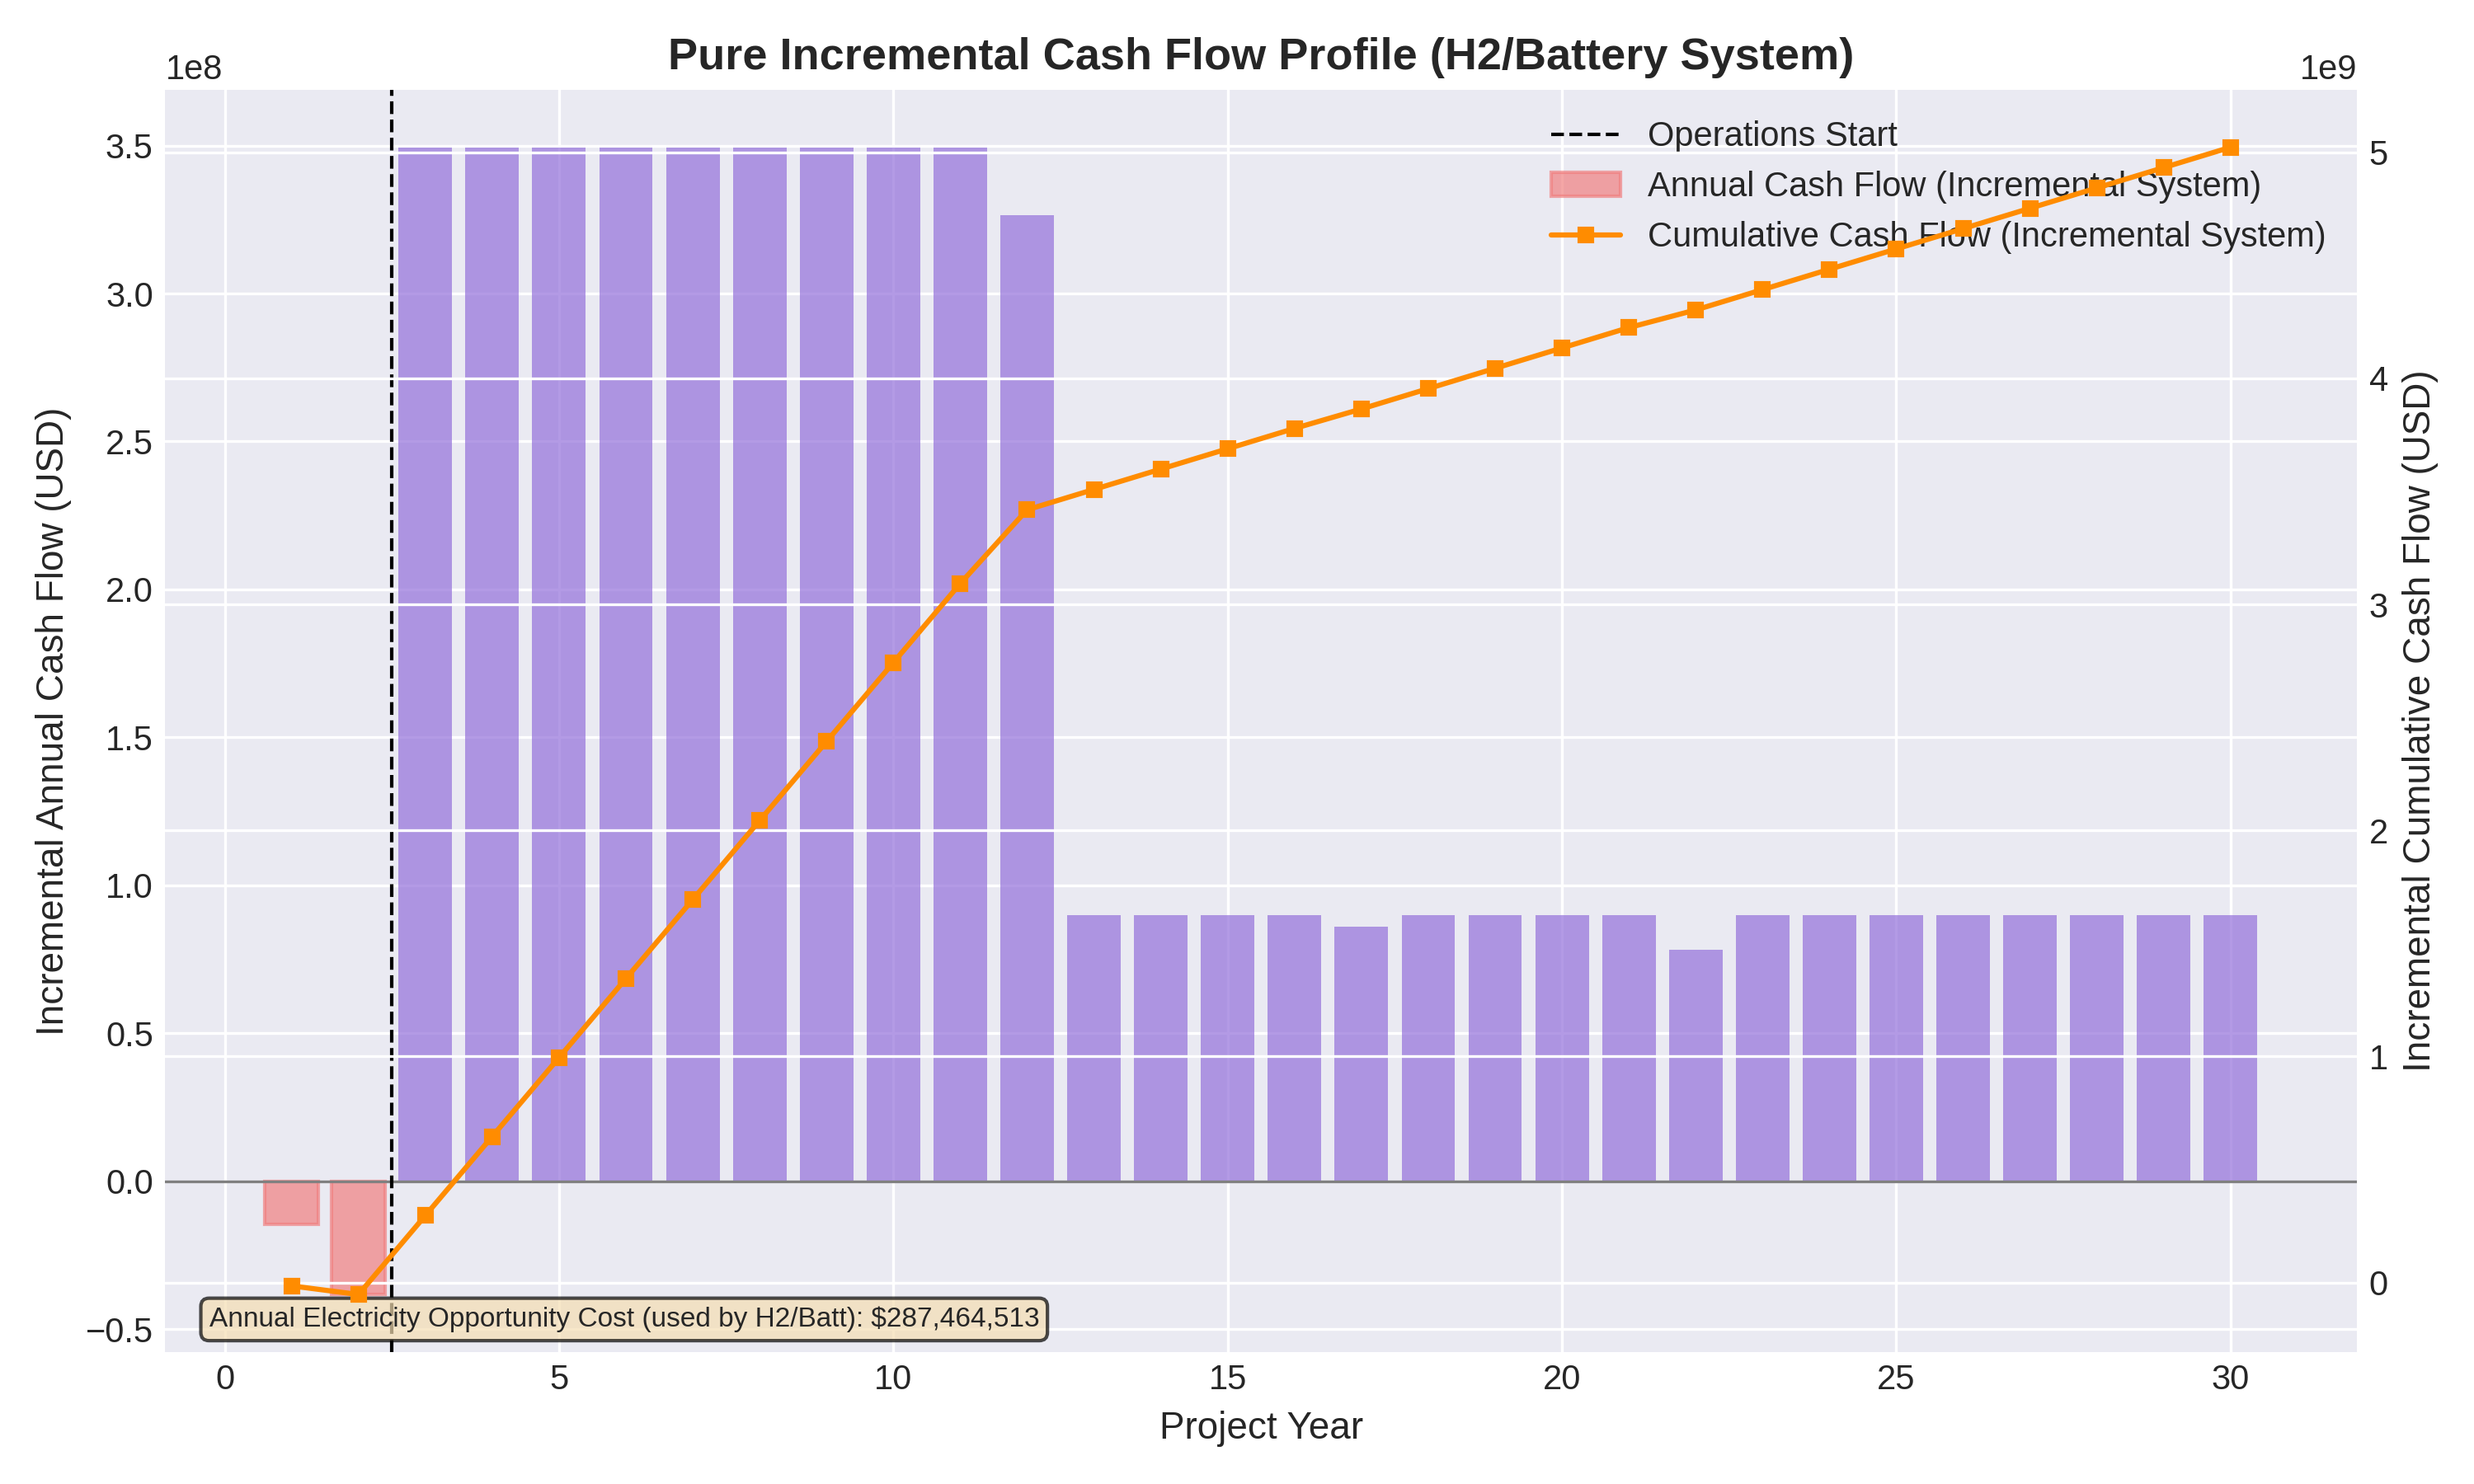 Pure Incremental Cash Flow Profile (H2/Battery System)
1e8
1e9
Operations Start
Annual Cash Flow (Incremental System)
Cumulative Cash Flow (Incremental System)
Incremental Annual Cash Flow (USD)
3.5
3.0
2.5
2.0
1.5
1.0
0.5
0.0
−0.5
5
4
3
2
1
0
Incremental Cumulative Cash Flow (USD)
Annual Electricity Opportunity Cost (used by H2/Batt): $287,464,513
0 5 10 15 20 25 30
Project Year